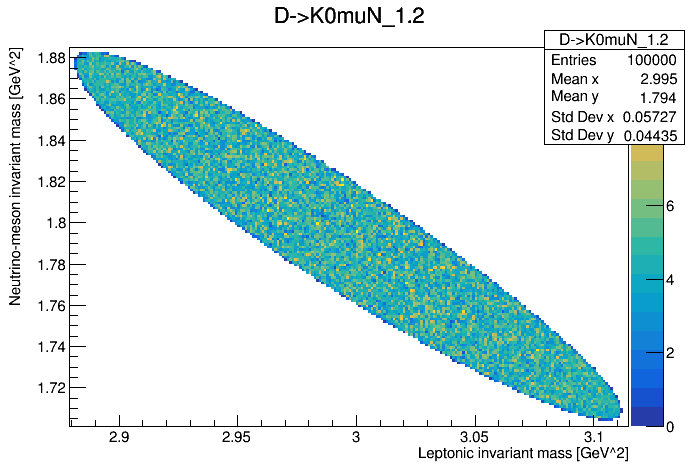 D->K0muN_1.2
D->K0muN_1.2
Entries 100000
Mean x 2.995
Mean y 1.794
Std Dev x 0.05727
Std Dev y 0.04435
Neutrino-meson invariant mass [GeV^2]
1.88
1.86
1.84
1.82
1.8
1.78
1.76
1.74
1.72
6
4
2
0
2.9 2.95 3 3.05 3.1
Leptonic invariant mass [GeV^2]